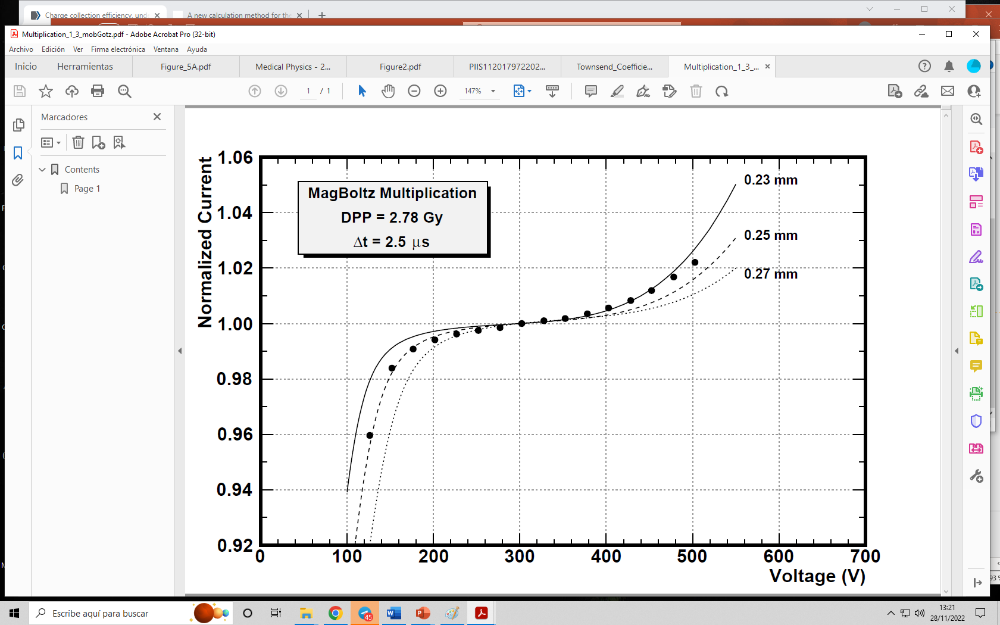 Charge collection efficiency, und
A new calculation method for the
Multiplication_1_3_mobGotz.pdf - Adobe Acrobat Pro (32-bit)
Archivo Edición Ver Firma electrónica Ventana Ayuda
Inicio Herramientas Figure_5A.pdf Medical Physics - 2... Figure2.pdf PIIS112017972202... Townsend_Coefficie... Multiplication_1_3_...
1 / 1 147%
Marcadores
Contents
Page 1
Normalized Current
1.06
1.04
1.02
1.00
0.98
0.96
0.94
0.92
MagBoltz Multiplication
DPP = 2.78 Gy
Δt = 2.5 μs
0.23 mm
0.25 mm
0.27 mm
0 100 200 300 400 500 600 700
Voltage (V)
93 %
Escribe aquí para buscar
45
13:21
28/11/2022